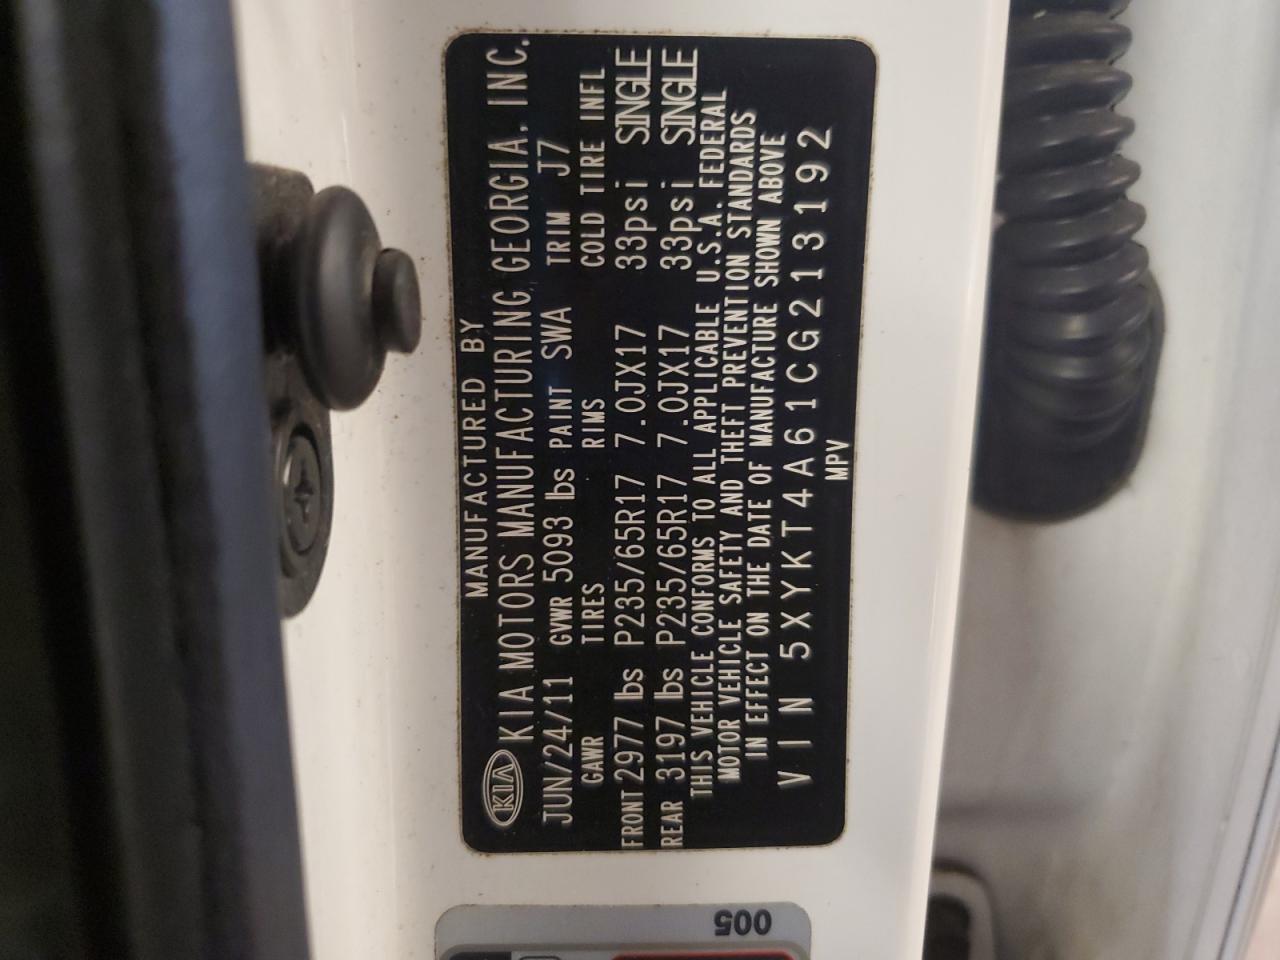 MANUFACTURED BY
KIA KIA MOTORS MANUFACTURING GEORGIA, INC.
JUN/24/11 GVWR 5093 lbs PAINT SWA TRIM J7
GAWR TIRES RIMS COLD TIRE INFL
FRONT 2977 lbs P235/65R17 7.0JX17 33psi SINGLE
REAR 3197 lbs P235/65R17 7.0JX17 33psi SINGLE
THIS VEHICLE CONFORMS TO ALL APPLICABLE U.S.A. FEDERAL
MOTOR VEHICLE SAFETY AND THEFT PREVENTION STANDARDS
IN EFFECT ON THE DATE OF MANUFACTURE SHOWN ABOVE
VIN 5XYKT4A61CG213192
MPV
005